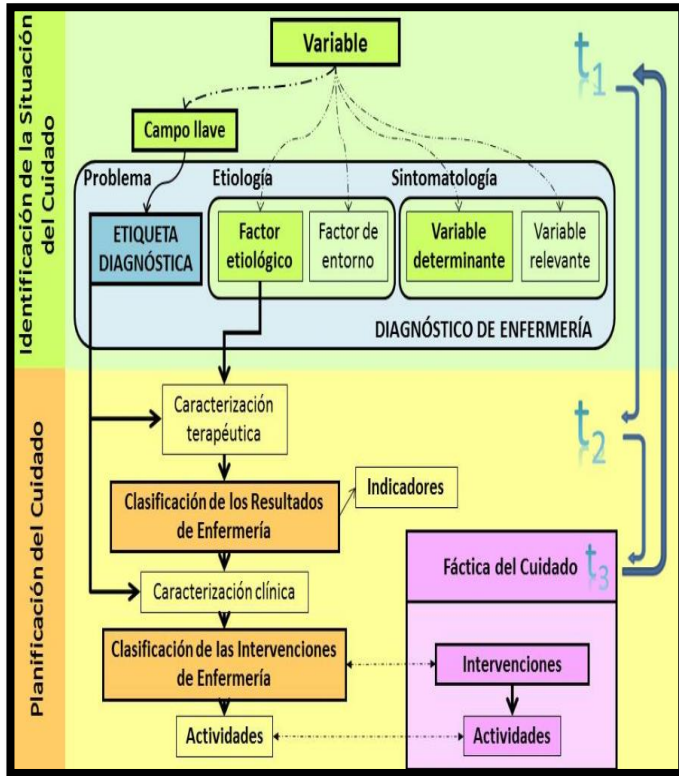 Identificación de la Situación
del Cuidado
Variable
t1
Campo llave
Problema
Etiología
Sintomatología
ETIQUETA
DIAGNÓSTICA
Factor
etiológico
Factor de
entorno
Variable
determinante
Variable
relevante
DIAGNÓSTICO DE ENFERMERÍA
Planificación del Cuidado
Caracterización
terapéutica
t2
Clasificación de los Resultados
de Enfermería
Indicadores
Fáctica del Cuidado
t3
Caracterización clínica
Clasificación de las Intervenciones
de Enfermería
Intervenciones
Actividades
Actividades